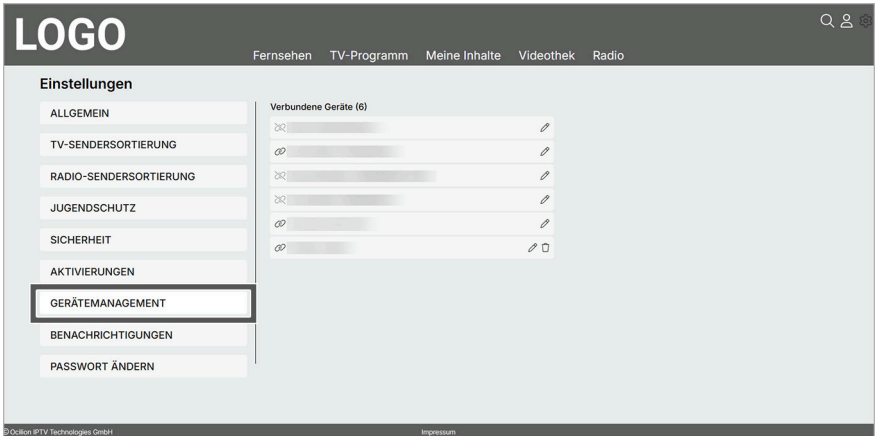 LOGO
Fernsehen TV-Programm Meine Inhalte Videothek Radio
Einstellungen
ALLGEMEIN
TV-SENDERSORTIERUNG
RADIO-SENDERSORTIERUNG
JUGENDSCHUTZ
SICHERHEIT
AKTIVIERUNGEN
GERÄTEMANAGEMENT
BENACHRICHTIGUNGEN
PASSWORT ÄNDERN
Verbundene Geräte (6)
© Ocilion IPTV Technologies GmbH
Impressum